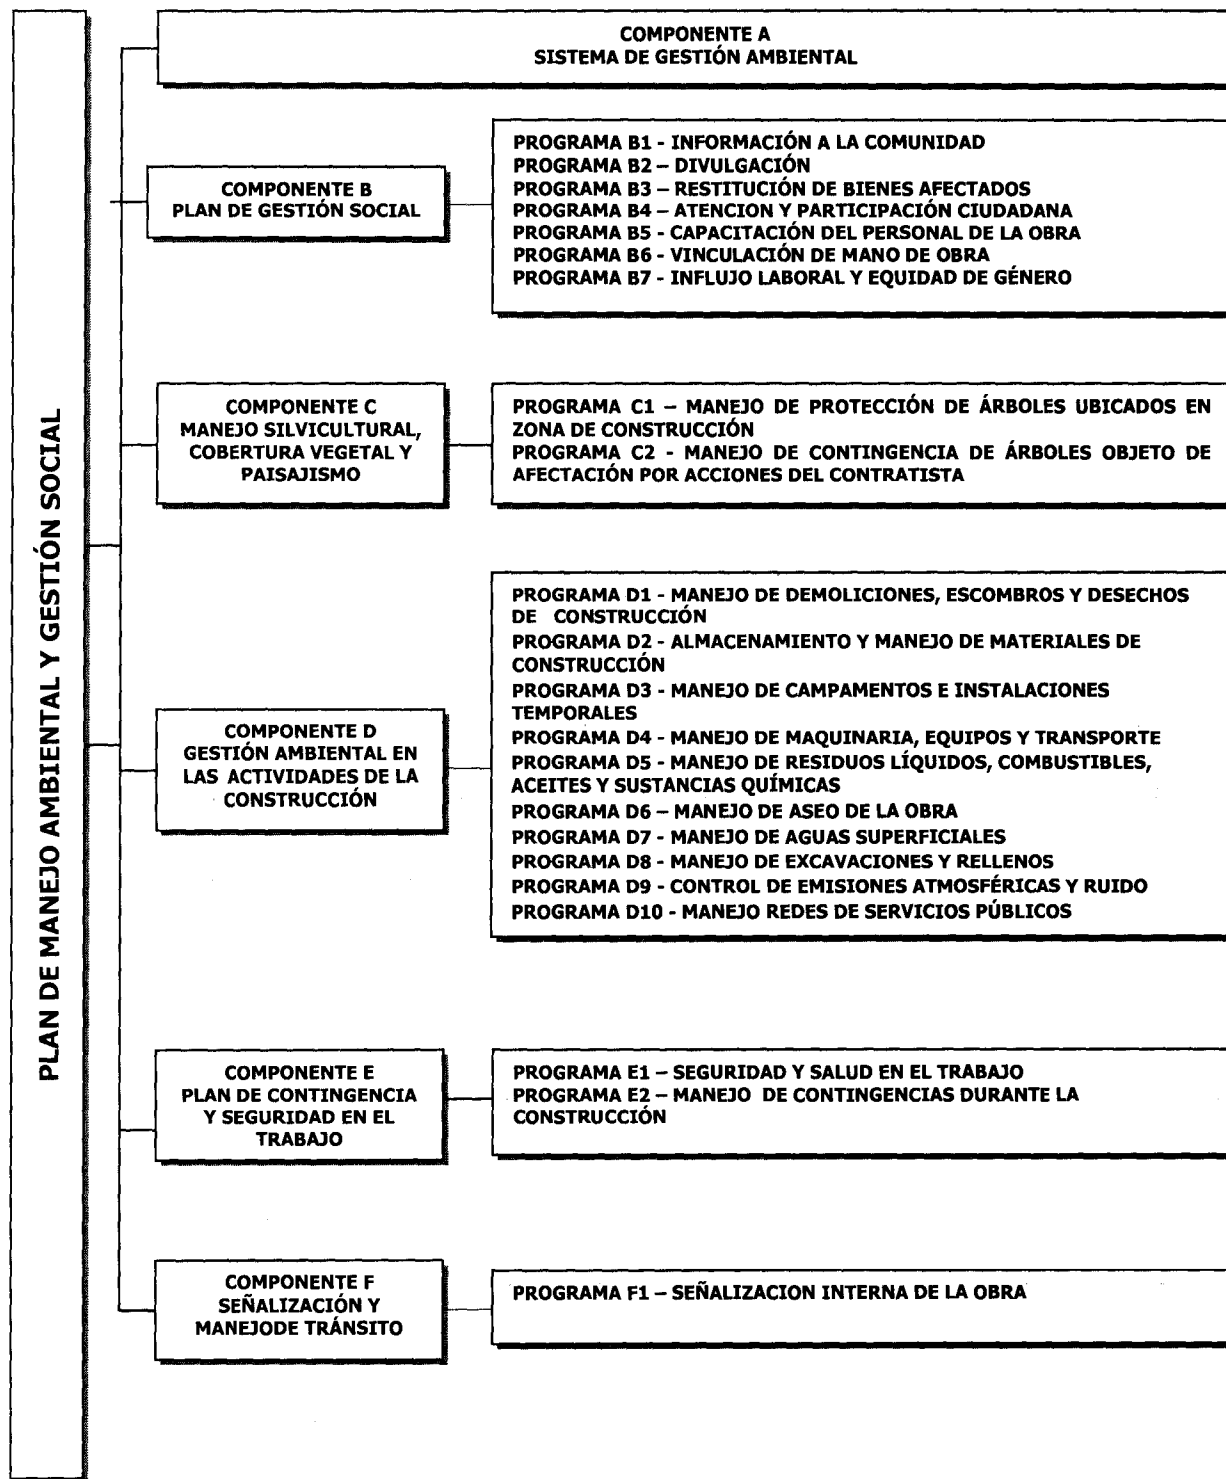 PLAN DE MANEJO AMBIENTAL Y GESTIÓN SOCIAL
COMPONENTE A
SISTEMA DE GESTIÓN AMBIENTAL
COMPONENTE B
PLAN DE GESTIÓN SOCIAL
PROGRAMA B1 - INFORMACIÓN A LA COMUNIDAD
PROGRAMA B2 – DIVULGACIÓN
PROGRAMA B3 – RESTITUCIÓN DE BIENES AFECTADOS
PROGRAMA B4 – ATENCION Y PARTICIPACIÓN CIUDADANA
PROGRAMA B5 - CAPACITACIÓN DEL PERSONAL DE LA OBRA
PROGRAMA B6 - VINCULACIÓN DE MANO DE OBRA
PROGRAMA B7 - INFLUJO LABORAL Y EQUIDAD DE GÉNERO
COMPONENTE C
MANEJO SILVICULTURAL,
COBERTURA VEGETAL Y
PAISAJISMO
PROGRAMA C1 – MANEJO DE PROTECCIÓN DE ÁRBOLES UBICADOS EN
ZONA DE CONSTRUCCIÓN
PROGRAMA C2 - MANEJO DE CONTINGENCIA DE ÁRBOLES OBJETO DE
AFECTACIÓN POR ACCIONES DEL CONTRATISTA
COMPONENTE D
GESTIÓN AMBIENTAL EN
LAS ACTIVIDADES DE LA
CONSTRUCCIÓN
PROGRAMA D1 - MANEJO DE DEMOLICIONES, ESCOMBROS Y DESECHOS
DE CONSTRUCCIÓN
PROGRAMA D2 - ALMACENAMIENTO Y MANEJO DE MATERIALES DE
CONSTRUCCIÓN
PROGRAMA D3 - MANEJO DE CAMPAMENTOS E INSTALACIONES
TEMPORALES
PROGRAMA D4 – MANEJO DE MAQUINARIA, EQUIPOS Y TRANSPORTE
PROGRAMA D5 - MANEJO DE RESIDUOS LÍQUIDOS, COMBUSTIBLES,
ACEITES Y SUSTANCIAS QUÍMICAS
PROGRAMA D6 – MANEJO DE ASEO DE LA OBRA
PROGRAMA D7 - MANEJO DE AGUAS SUPERFICIALES
PROGRAMA D8 - MANEJO DE EXCAVACIONES Y RELLENOS
PROGRAMA D9 - CONTROL DE EMISIONES ATMOSFÉRICAS Y RUIDO
PROGRAMA D10 - MANEJO REDES DE SERVICIOS PÚBLICOS
COMPONENTE E
PLAN DE CONTINGENCIA
Y SEGURIDAD EN EL
TRABAJO
PROGRAMA E1 – SEGURIDAD Y SALUD EN EL TRABAJO
PROGRAMA E2 – MANEJO DE CONTINGENCIAS DURANTE LA
CONSTRUCCIÓN
COMPONENTE F
SEÑALIZACIÓN Y
MANEJODE TRÁNSITO
PROGRAMA F1 – SEÑALIZACION INTERNA DE LA OBRA